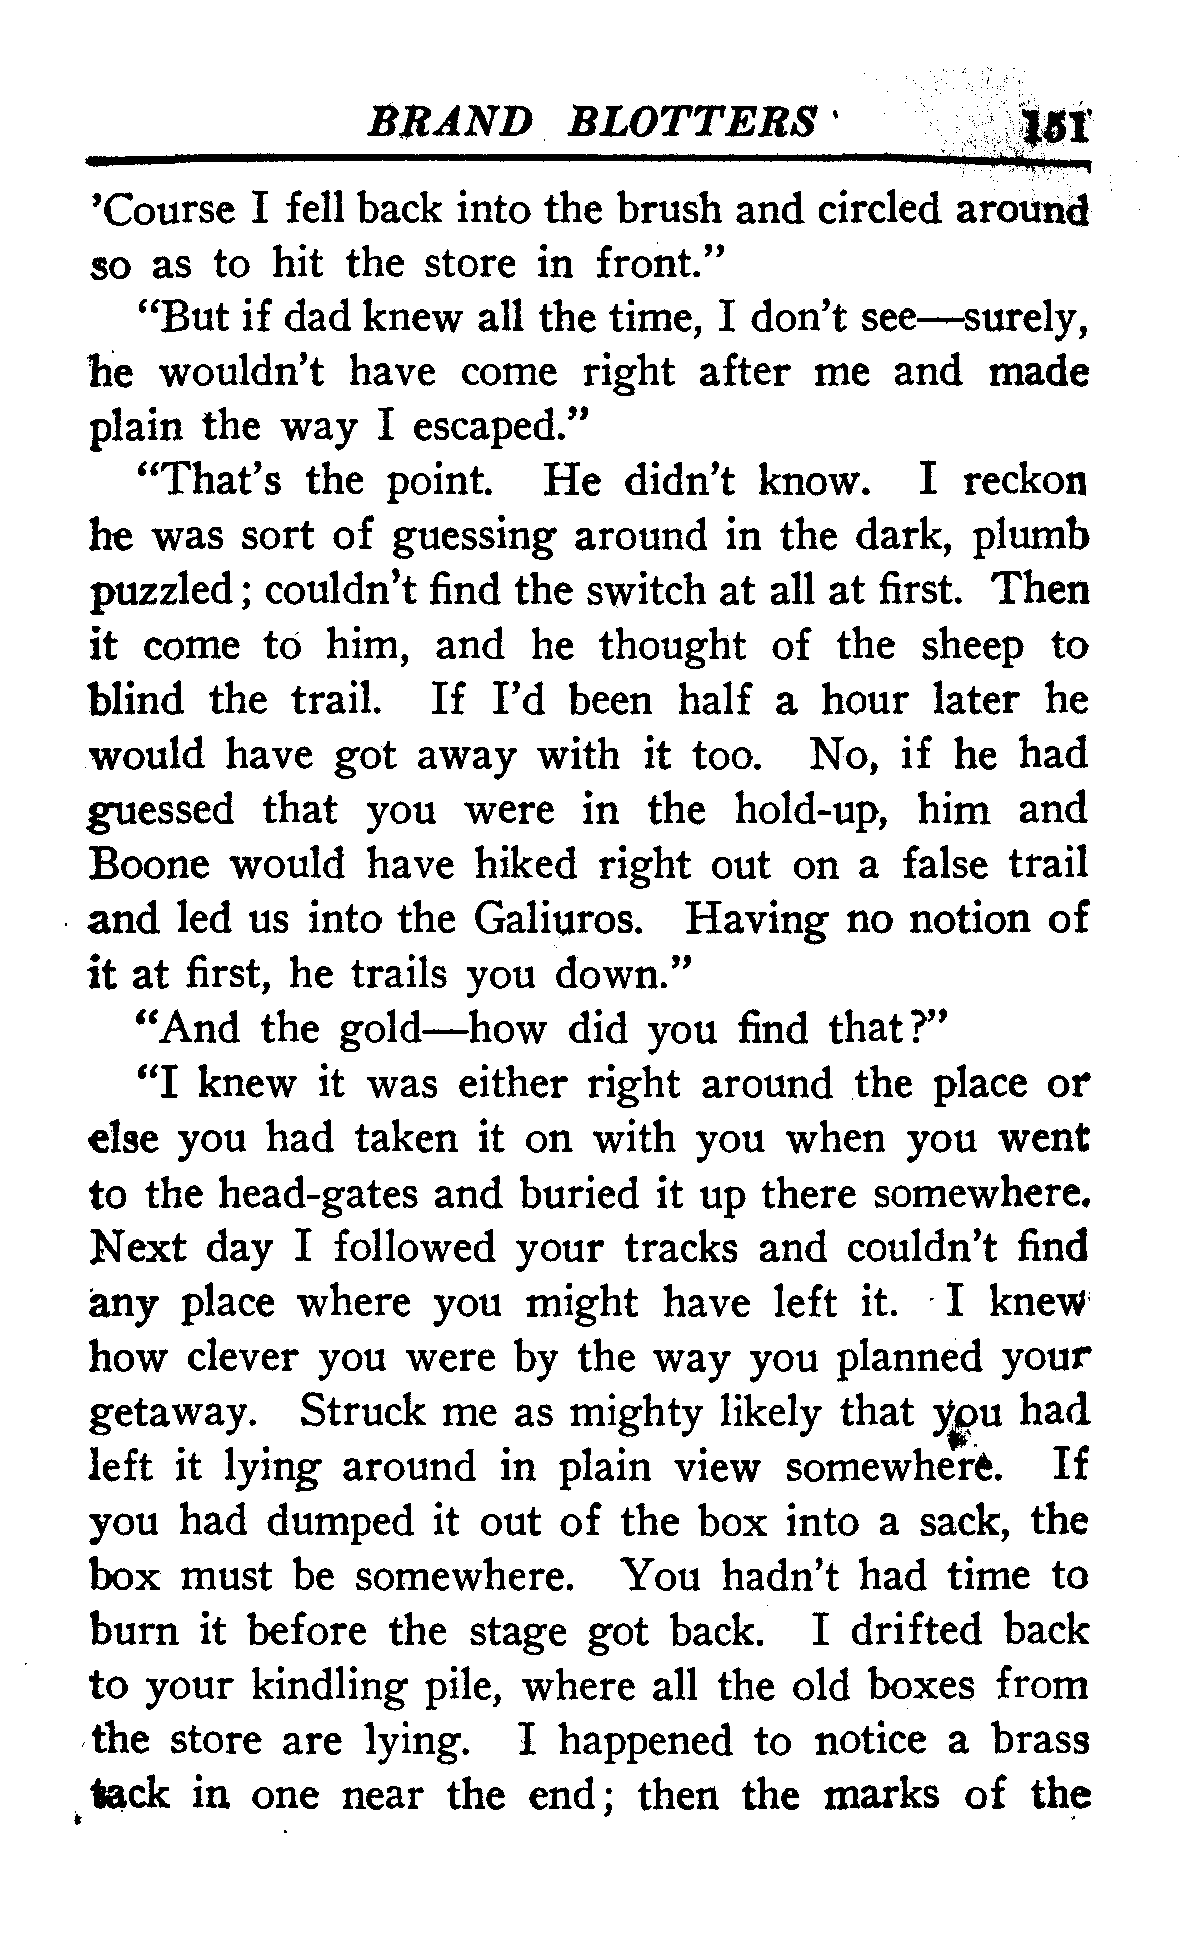 BRAND BLOTTERS 151
’Course I fell back into the brush and circled around
so as to hit the store in front.”
“But if dad knew all the time, I don’t see—surely,
he wouldn’t have come right after me and made
plain the way I escaped.”
“That’s the point. He didn’t know. I reckon
he was sort of guessing around in the dark, plumb
puzzled; couldn’t find the switch at all at first. Then
it come to him, and he thought of the sheep to
blind the trail. If I’d been half a hour later he
would have got away with it too. No, if he had
guessed that you were in the hold-up, him and
Boone would have hiked right out on a false trail
and led us into the Galiuros. Having no notion of
it at first, he trails you down.”
“And the gold—how did you find that?”
“I knew it was either right around the place or
else you had taken it on with you when you went
to the head-gates and buried it up there somewhere.
Next day I followed your tracks and couldn’t find
any place where you might have left it. I knew
how clever you were by the way you planned your
getaway. Struck me as mighty likely that you had
left it lying around in plain view somewhere. If
you had dumped it out of the box into a sack, the
box must be somewhere. You hadn’t had time to
burn it before the stage got back. I drifted back
to your kindling pile, where all the old boxes from
the store are lying. I happened to notice a brass
tack in one near the end; then the marks of the